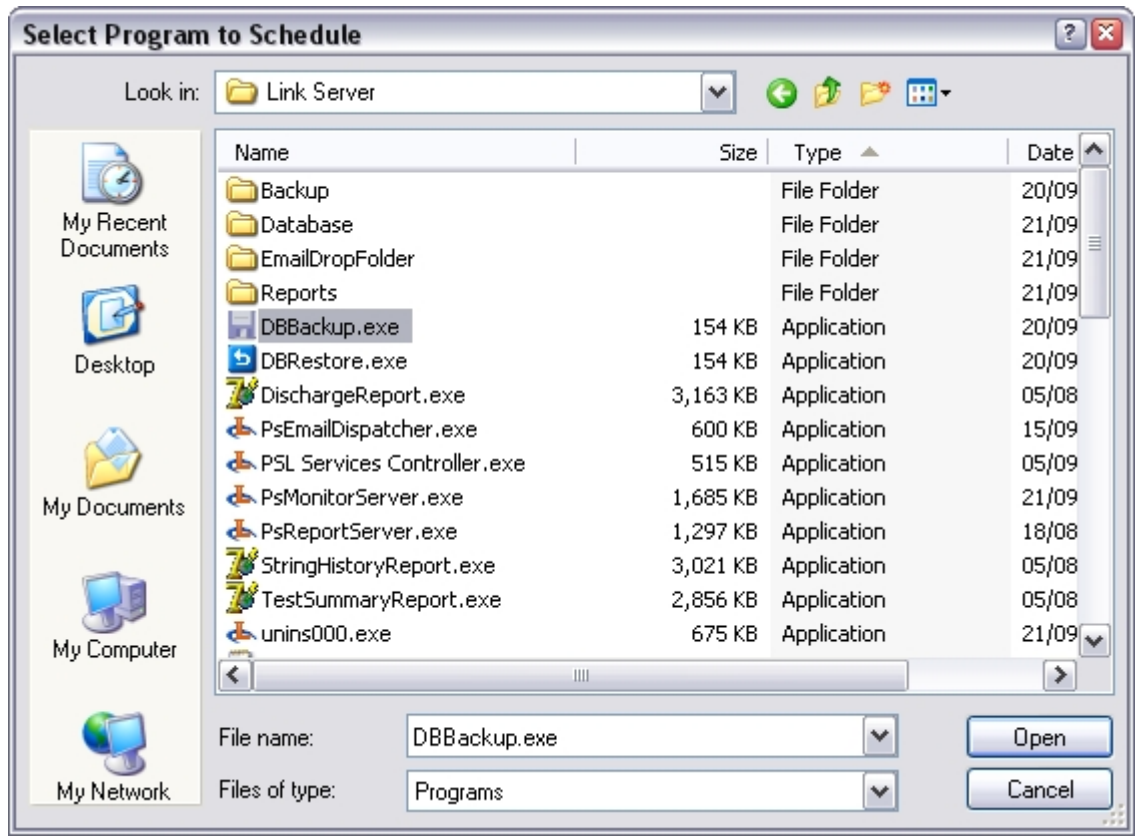 Select Program to Schedule
Look in: Link Server
Name Size Type Date
Backup File Folder 20/09
Database File Folder 21/09
EmailDropFolder File Folder 21/09
Reports File Folder 21/09
DBBackup.exe 154 KB Application 20/09
DBRestore.exe 154 KB Application 20/09
DischargeReport.exe 3,163 KB Application 05/08
PsEmailDispatcher.exe 600 KB Application 15/09
PSL Services Controller.exe 515 KB Application 05/09
PsMonitorServer.exe 1,685 KB Application 21/09
PsReportServer.exe 1,297 KB Application 18/08
StringHistoryReport.exe 3,021 KB Application 05/08
TestSummaryReport.exe 2,856 KB Application 05/08
unins000.exe 675 KB Application 21/09
My Recent
Documents
Desktop
My Documents
My Computer
My Network
File name: DBBackup.exe Open
Files of type: Programs Cancel